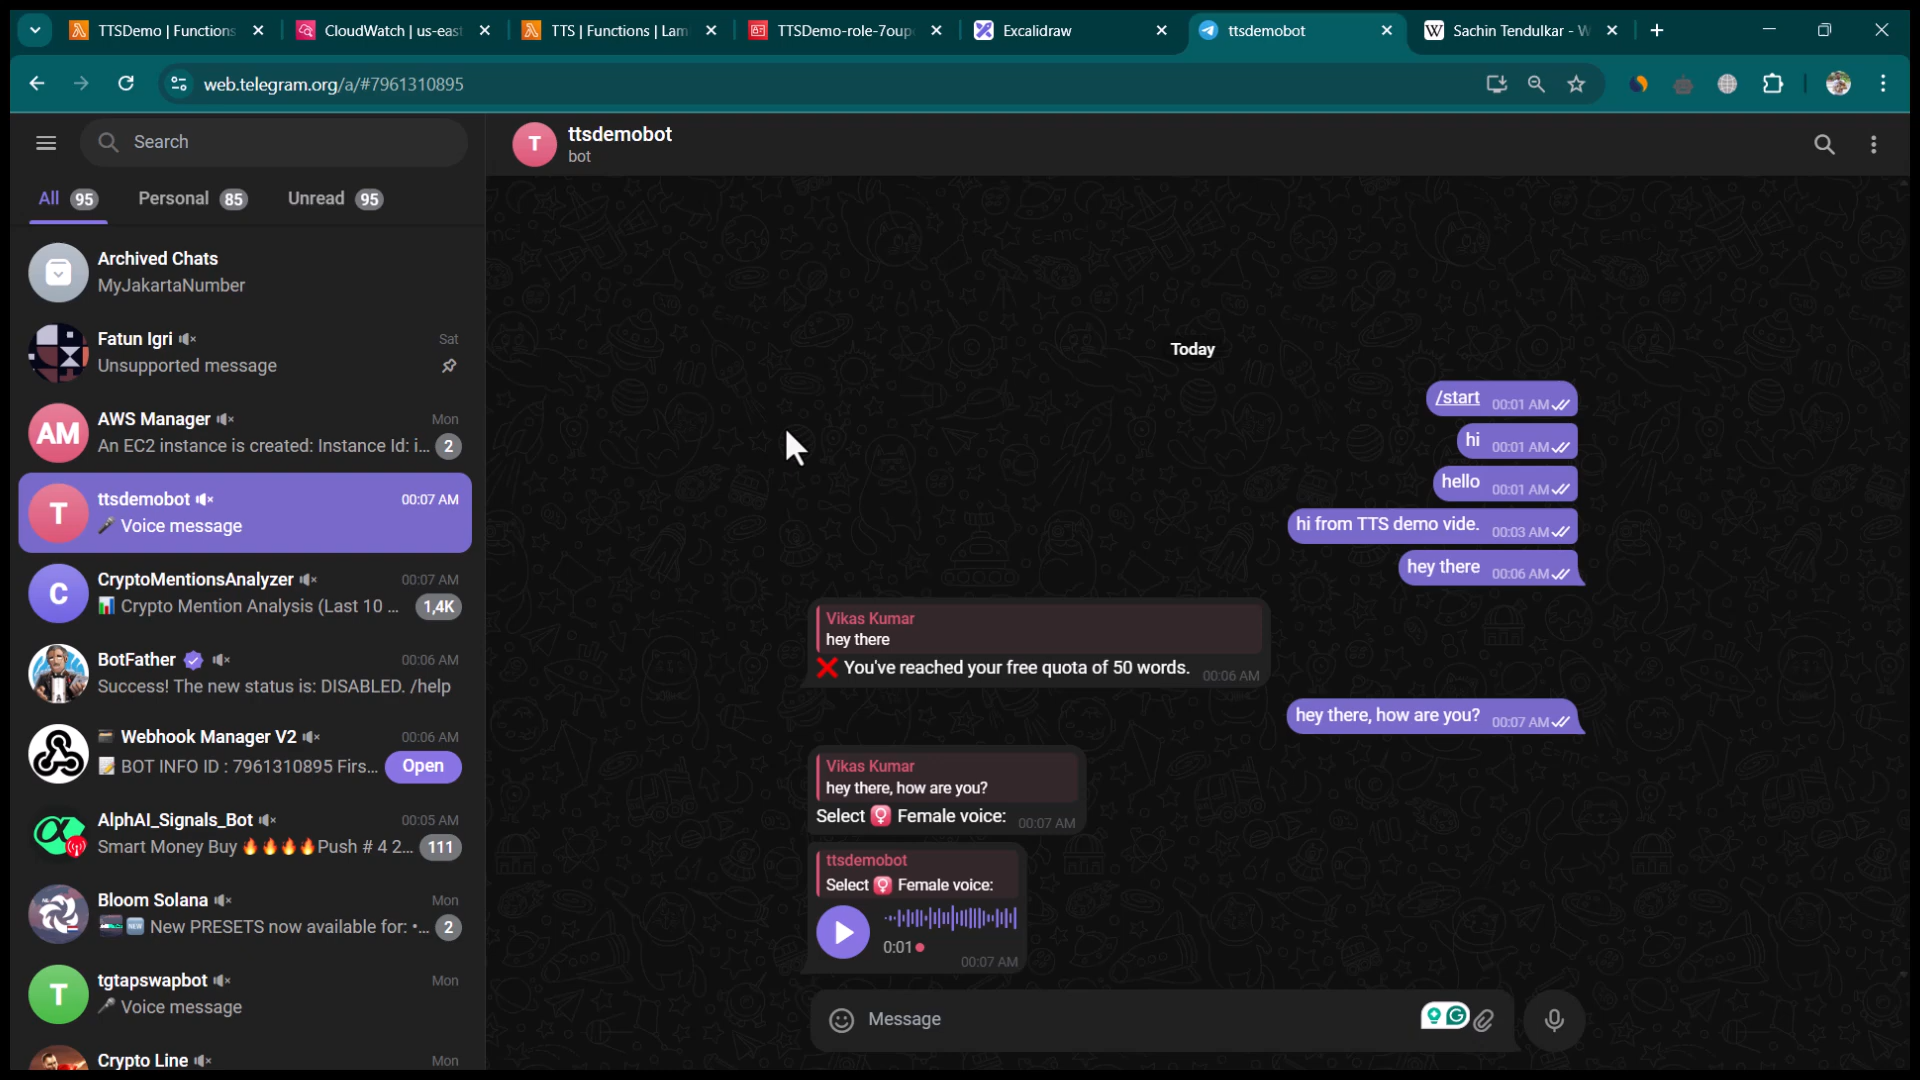 TTSDemo | Functions
CloudWatch | us-east
TTS | Functions | Lam
TTSDemo-role-7oup
Excalidraw
ttsdemobot
Sachin Tendulkar - W
web.telegram.org/a/#7961310895
Search
All 95
Personal 85
Unread 95
Archived Chats
MyJakartaNumber
Fatun Igri
Sat
Unsupported message
AM
AWS Manager
Mon
An EC2 instance is created: Instance Id: i...
2
T
ttsdemobot
00:07 AM
Voice message
C
CryptoMentionsAnalyzer
00:07 AM
Crypto Mention Analysis (Last 10 ...
1,4K
BotFather
00:06 AM
Success! The new status is: DISABLED. /help
Webhook Manager V2
00:06 AM
BOT INFO ID : 7961310895 Firs...
Open
AlphAI_Signals_Bot
00:05 AM
Smart Money Buy 🔥🔥🔥🔥Push # 4 2...
111
Bloom Solana
Mon
🆕 New PRESETS now available for: •...
2
T
tgtapswapbot
Mon
Voice message
Crypto Line
Mon
T
ttsdemobot
bot
Today
/start 00:01 AM
hi 00:01 AM
hello 00:01 AM
hi from TTS demo vide. 00:03 AM
hey there 00:06 AM
Vikas Kumar
hey there
❌ You've reached your free quota of 50 words. 00:06 AM
hey there, how are you? 00:07 AM
Vikas Kumar
hey there, how are you?
Select ♀ Female voice: 00:07 AM
ttsdemobot
Select ♀ Female voice:
0:01
00:07 AM
Message